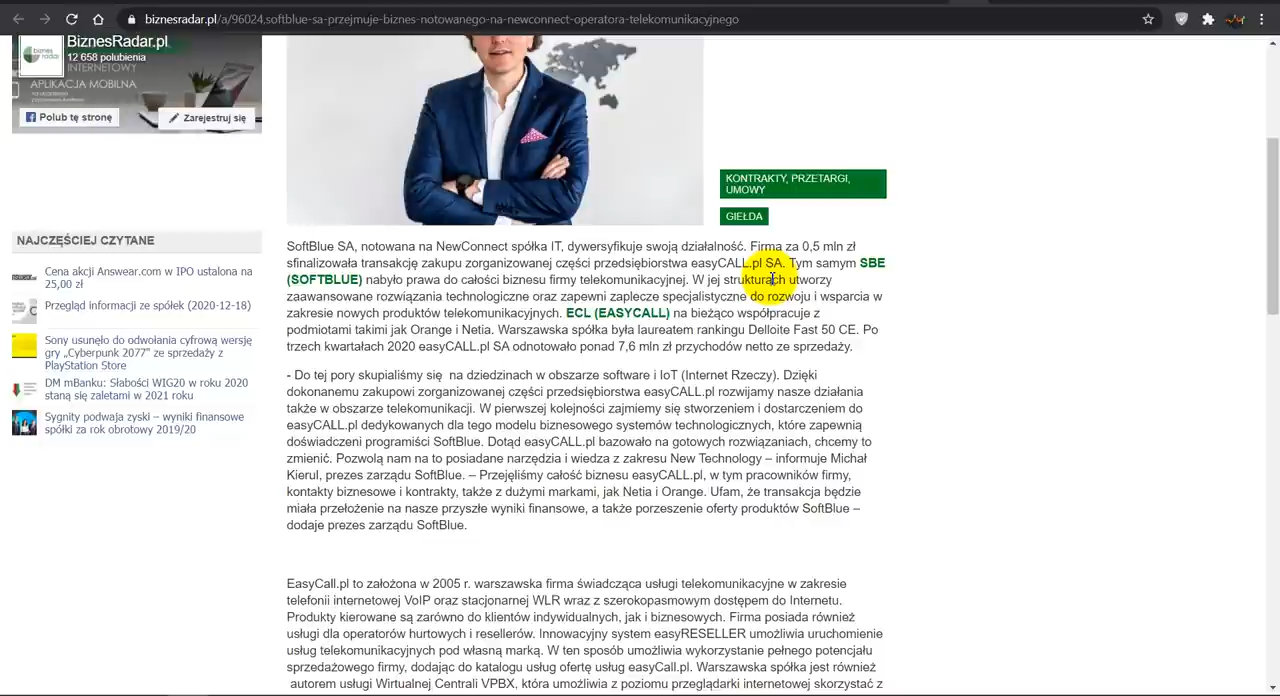 biznesradar.pl/a/96024,softblue-sa-przejmuje-biznes-notowanego-na-newconnect-operatora-telekomunikacyjnego
BiznesRadar.pl
12 658 polubienia
INTERNETOWY
APLIKACJA MOBILNA
Polub tę stronę
Zarejestruj się
KONTRAKTY, PRZETARGI,
UMOWY
GIEŁDA
NAJCZĘŚCIEJ CZYTANE
Cena akcji Answear.com w IPO ustalona na
25,00 zł
Przegląd informacji ze spółek (2020-12-18)
Sony usunęło do odwołania cyfrową wersję
gry „Cyberpunk 2077” ze sprzedaży z
PlayStation Store
DM mBanku: Słabości WIG20 w roku 2020
staną się zaletami w 2021 roku
Sygnity podwaja zyski – wyniki finansowe
spółki za rok obrotowy 2019/20
SoftBlue SA, notowana na NewConnect spółka IT, dywersyfikuje swoją działalność. Firma za 0,5 mln zł
sfinalizowała transakcję zakupu zorganizowanej części przedsiębiorstwa easyCALL.pl SA. Tym samym SBE
(SOFTBLUE) nabyło prawa do całości biznesu firmy telekomunikacyjnej. W jej strukturach utworzy
zaawansowane rozwiązania technologiczne oraz zapewni zaplecze specjalistyczne do rozwoju i wsparcia w
zakresie nowych produktów telekomunikacyjnych. ECL (EASYCALL) na bieżąco współpracuje z
podmiotami takimi jak Orange i Netia. Warszawska spółka była laureatem rankingu Delloite Fast 50 CE. Po
trzech kwartałach 2020 easyCALL.pl SA odnotowało ponad 7,6 mln zł przychodów netto ze sprzedaży.
- Do tej pory skupialiśmy się  na dziedzinach w obszarze software i IoT (Internet Rzeczy). Dzięki
dokonanemu zakupowi zorganizowanej części przedsiębiorstwa easyCALL.pl rozwijamy nasze działania
także w obszarze telekomunikacji. W pierwszej kolejności zajmiemy się stworzeniem i dostarczeniem do
easyCALL.pl dedykowanych dla tego modelu biznesowego systemów technologicznych, które zapewnią
doświadczeni programiści SoftBlue. Dotąd easyCALL.pl bazowało na gotowych rozwiązaniach, chcemy to
zmienić. Pozwolą nam na to posiadane narzędzia i wiedza z zakresu New Technology – informuje Michał
Kierul, prezes zarządu SoftBlue. – Przejęliśmy całość biznesu easyCALL.pl, w tym pracowników firmy,
kontakty biznesowe i kontrakty, także z dużymi markami, jak Netia i Orange. Ufam, że transakcja będzie
miała przełożenie na nasze przyszłe wyniki finansowe, a także porzeszenie oferty produktów SoftBlue –
dodaje prezes zarządu SoftBlue.
EasyCall.pl to założona w 2005 r. warszawska firma świadcząca usługi telekomunikacyjne w zakresie
telefonii internetowej VoIP oraz stacjonarnej WLR wraz z szerokopasmowym dostępem do Internetu.
Produkty kierowane są zarówno do klientów indywidualnych, jak i biznesowych. Firma posiada również
usługi dla operatorów hurtowych i resellerów. Innowacyjny system easyRESELLER umożliwia uruchomienie
usług telekomunikacyjnych pod własną marką. W ten sposób umożliwia wykorzystanie pełnego potencjału
sprzedażowego firmy, dodając do katalogu usług ofertę usług easyCall.pl. Warszawska spółka jest również
autorem usługi Wirtualnej Centrali VPBX, która umożliwia z poziomu przeglądarki internetowej skorzystać z